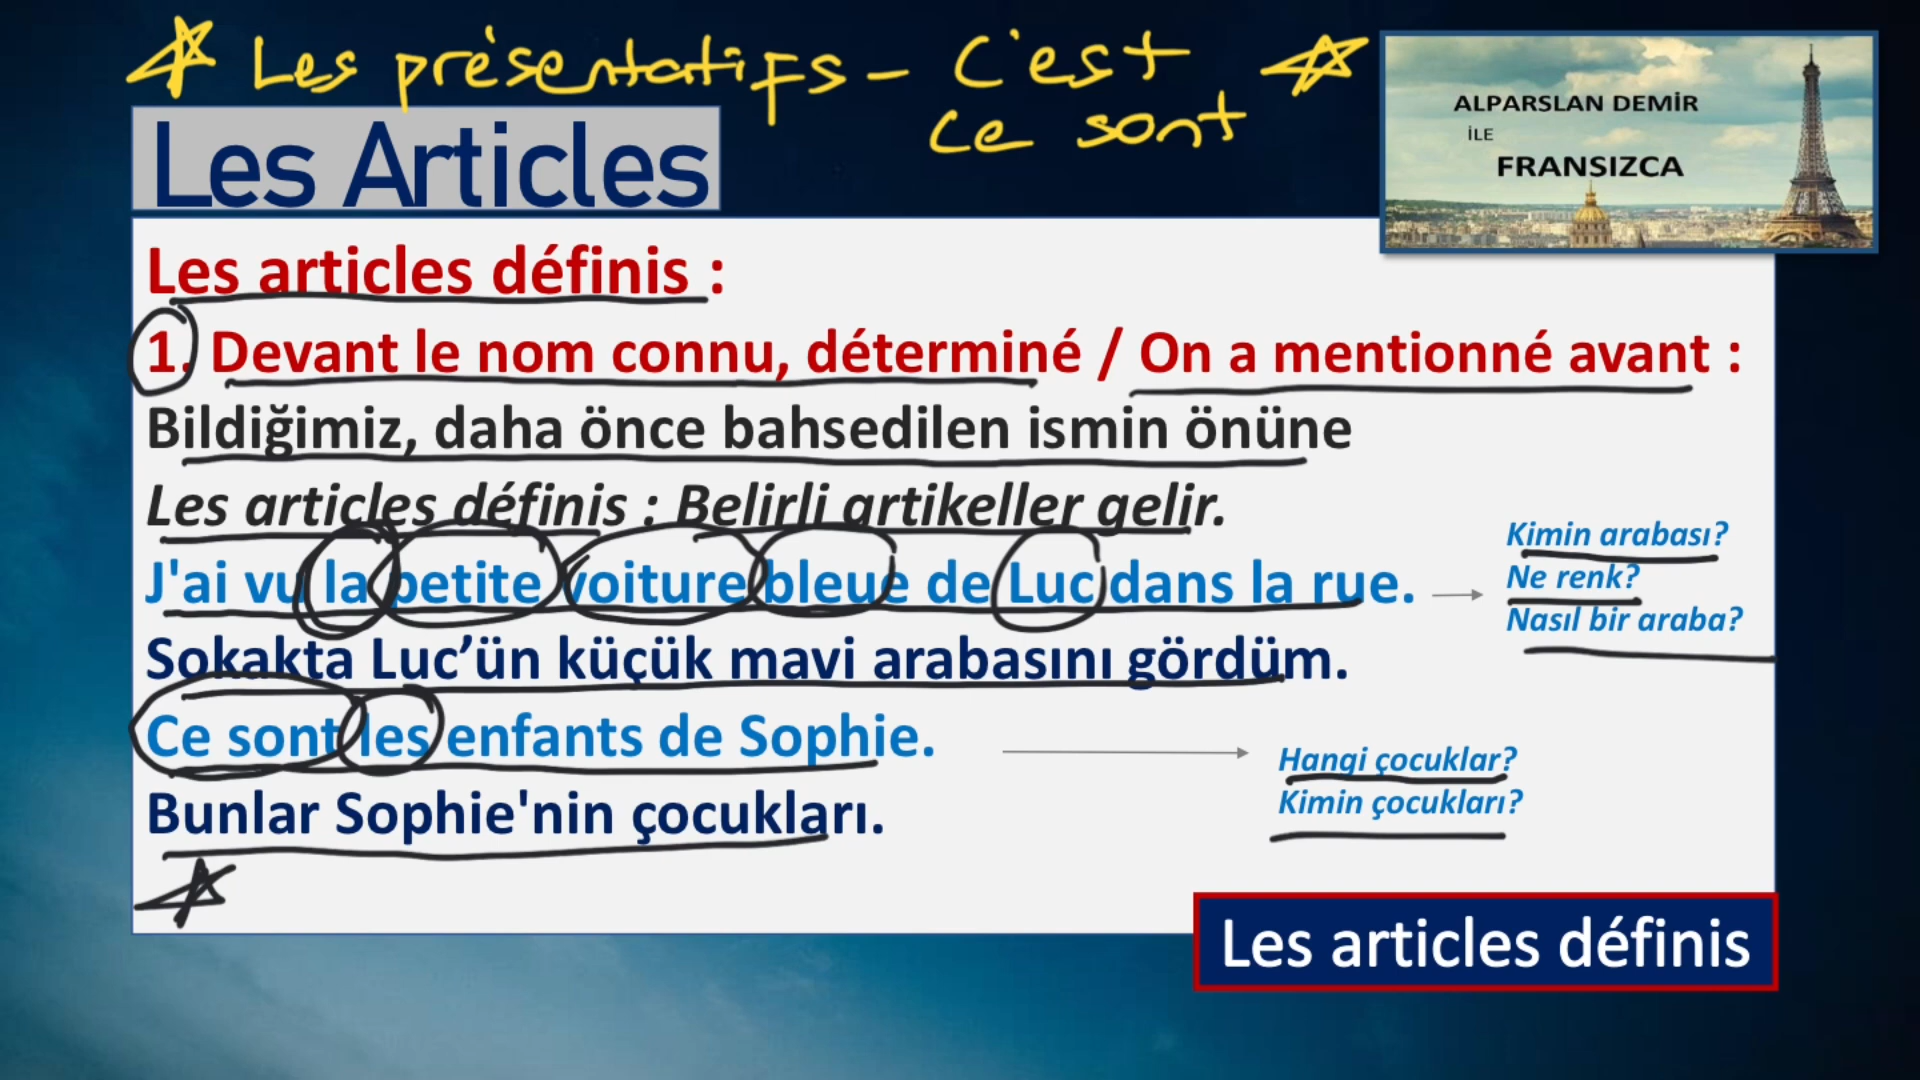 Les présentatifs - C'est
ce sont
ALPARSLAN DEMİR
İLE
FRANSIZCA
Les Articles
Les articles définis :
1. Devant le nom connu, déterminé / On a mentionné avant :
Bildiğimiz, daha önce bahsedilen ismin önüne
Les articles définis : Belirli artikeller gelir.
J'ai vu la petite voiture bleue de Luc dans la rue.
Kimin arabası?
Ne renk?
Nasıl bir araba?
Sokakta Luc’ün küçük mavi arabasını gördüm.
Ce sont les enfants de Sophie.
Hangi çocuklar?
Kimin çocukları?
Bunlar Sophie'nin çocukları.
Les articles définis